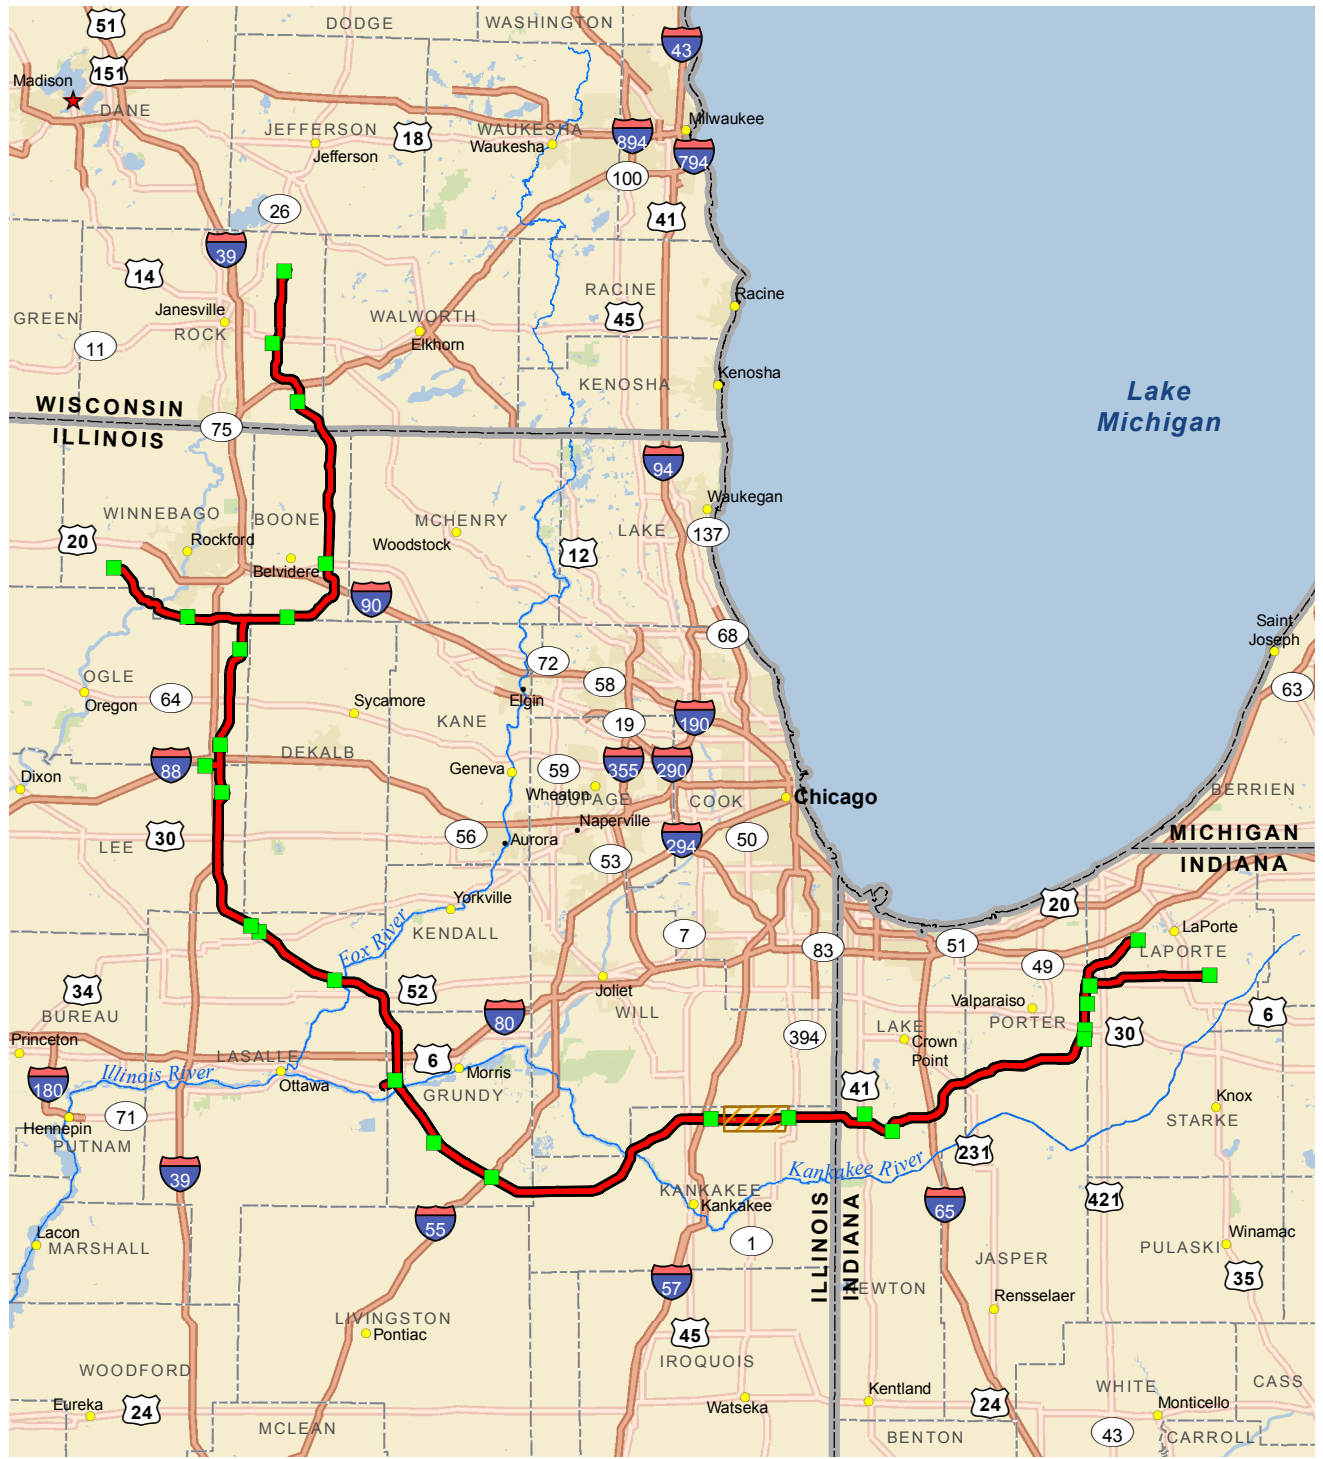 51
DODGE
WASHINGTON
43
Madison
151
DANE
JEFFERSON
Jefferson
18
WAUKESHA
Waukesha
894
Milwaukee
794
100
26
41
39
14
RACINE
Racine
45
Janesville
ROCK
GREEN
11
WALWORTH
Elkhorn
KENOSHA
Kenosha
Lake
Michigan
WISCONSIN
ILLINOIS
75
94
WINNEBAGO
BOONE
MCHENRY
Waukegan
LAKE
137
20
Rockford
Woodstock
12
Belvidere
90
68
Saint
Joseph
72
OGLE
Oregon
64
58
63
Sycamore
Elgin
KANE
19
190
DEKALB
88
Geneva
59
355
290
Dixon
Wheaton
DUPAGE
COOK
Chicago
BERRIEN
30
LEE
56
Naperville
Aurora
53
294
50
MICHIGAN
INDIANA
Yorkville
20
KENDALL
Fox River
7
83
51
49
LaPorte
LAPORTE
34
BUREAU
52
Joliet
WILL
Valparaiso
PORTER
6
80
Princeton
LASALLE
6
394
LAKE
Crown
Point
30
180
Illinois River
Ottawa
Morris
GRUNDY
41
Knox
71
Hennepin
PUTNAM
STARKE
231
39
Kankakee River
KANKAKEE
Kankakee
421
65
55
Lacon
MARSHALL
1
ILLINOIS
INDIANA
JASPER
PULASKI
Winamac
57
NEWTON
35
LIVINGSTON
Pontiac
45
Rensselaer
IROQUOIS
WOODFORD
Eureka
24
Watseka
Kentland
24
WHITE
CASS
Monticello
MCLEAN
BENTON
43
CARROLL